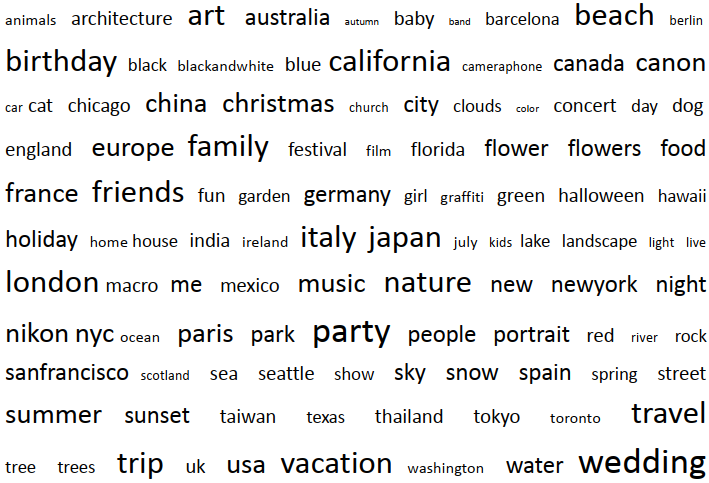 animals architecture art australia autumn baby band barcelona beach berlin
birthday black blackandwhite blue california cameraphone canada canon
car cat chicago china christmas church city clouds color concert day dog
england europe family festival film florida flower flowers food
france friends fun garden germany girl graffiti green halloween hawaii
holiday home house india ireland italy japan july kids lake landscape light live
london macro me mexico music nature new newyork night
nikon nyc ocean paris park party people portrait red river rock
sanfrancisco scotland sea seattle show sky snow spain spring street
summer sunset taiwan texas thailand tokyo toronto travel
tree trees trip uk usa vacation washington water wedding